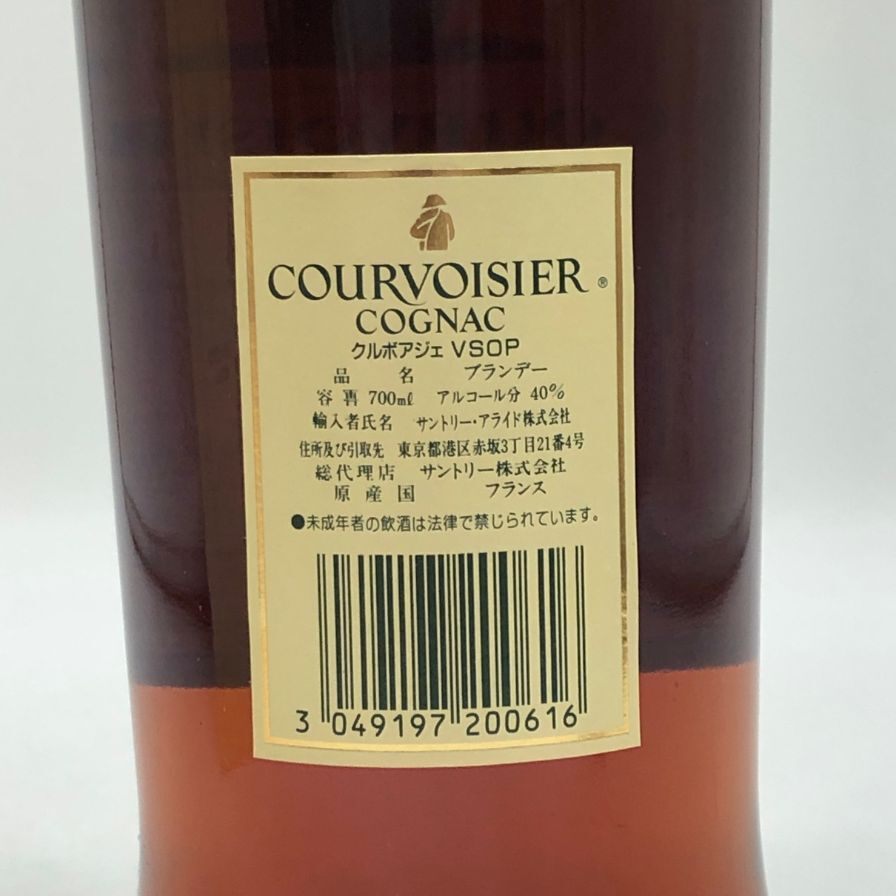 COURVOISIER ®
COGNAC
クルボアジェ VSOP
品名 ブランデー
容量 700ml アルコール分 40%
輸入者氏名 サントリー・アライド株式会社
住所及び引取先 東京都港区赤坂3丁目21番4号
総代理店 サントリー株式会社
原産国 フランス
●未成年者の飲酒は法律で禁じられています。
3 049197 200616